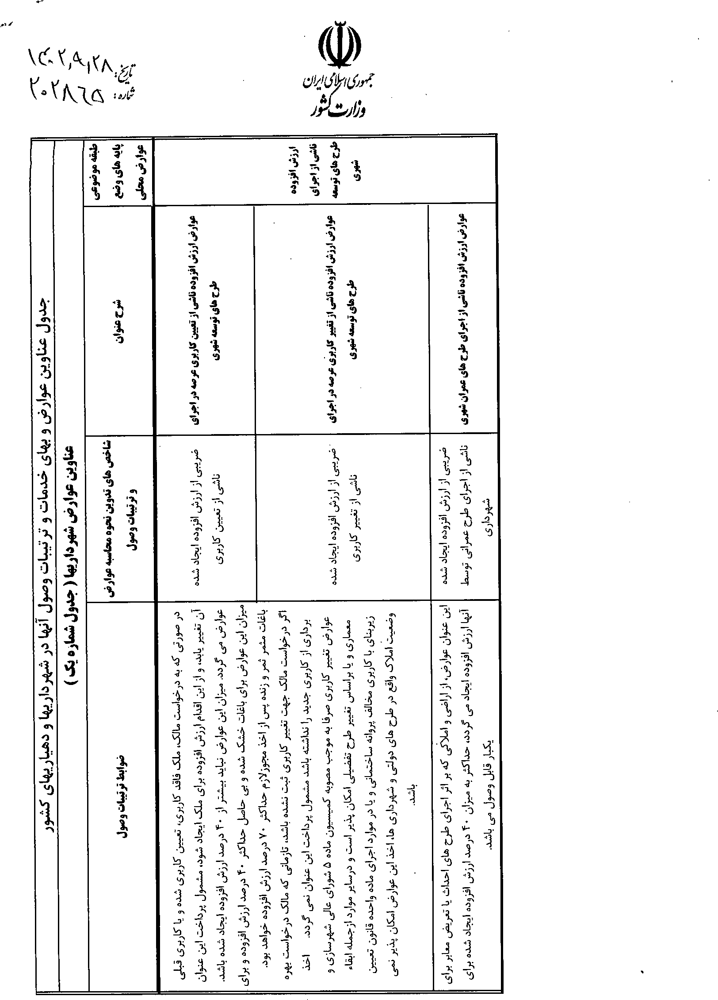 جمهوری اسلامی ایران
وزارت کشور
تاریخ: ۱۴۰۲,۹,۲۸
شماره: ۲۰۲۸۶۵
جدول عناوین عوارض و بهای خدمات و ترتیبات وصول آنها در شهرداریها و دهیاریهای کشور
عناوین عوارض شهرداریها ( جدول شماره یک )
طبقه موضوعی
پایه های وضع
عوارض محلی
شرح عنوان
شاخص های تدوین نحوه محاسبه عوارض
و ترتیبات وصول
ضوابط ترتیبات وصول
ارزش افزوده
ناشی از اجرای
طرح های توسعه
شهری
عوارض ارزش افزوده ناشی از تعیین کاربری عرصه در اجرای
طرح های توسعه شهری
ضریبی از ارزش افزوده ایجاد شده
ناشی از تعیین کاربری
در صورتی که به درخواست مالک، ملک فاقد کاربری، تعیین کاربری شده و یا کاربری قبلی
آن تغییر یابد، و از این اقدام ارزش افزوده برای ملک ایجاد شود، مشمول پرداخت این عنوان
عوارض می گردد. میزان این عوارض نباید بیشتر از ۴۰ درصد ارزش افزوده ایجاد شده باشد.
میزان این عوارض برای باغات خشک شده و بی حاصل حداکثر ۴۰ درصد ارزش افزوده و برای
باغات مثمر ثمر و زنده پس از اخذ مجوزلازم حداکثر ۷۰ درصد ارزش افزوده خواهد بود.
اگر درخواست مالک جهت تغییر کاربری ثبت نشده باشد، تازمانی که مالک درخواست بهره
برداری از کاربری جدید را نداشته باشد مشمول پرداخت این عنوان نمی گردد. اخذ
عوارض تغییر کاربری صرفا به موجب مصوبه کمیسیون ماده ۵ شورای عالی شهرسازی و
معماری و یا براساس تغییر طرح تفضیلی امکان پذیر است و درسایر موارد ازجمله ابقاء
زیربنای با کاربری مخالف پروانه ساختمانی و یا در موارد اجرای ماده واحده قانون تعیین
وضعیت املاک واقع در طرح های دولتی و شهرداری ها، اخذ این عوارض امکان پذیر نمی
باشد.
عوارض ارزش افزوده ناشی از تغییر کاربری عرصه در اجرای
طرح های توسعه شهری
ضریبی از ارزش افزوده ایجاد شده
ناشی از تغییر کاربری
عوارض ارزش افزوده ناشی از اجرای طرح های عمران شهری
ضریبی از ارزش افزوده ایجاد شده
ناشی از اجرای طرح عمرانی توسط
شهرداری
این عنوان عوارض، از اراضی و املاکی که بر اثر اجرای طرح های احداث یا تعریض معابر برای
آنها ارزش افزوده ایجاد می گردد، حداکثر به میزان ۴۰ درصد ارزش افزوده ایجاد شده برای
یکبار قابل وصول می باشد.